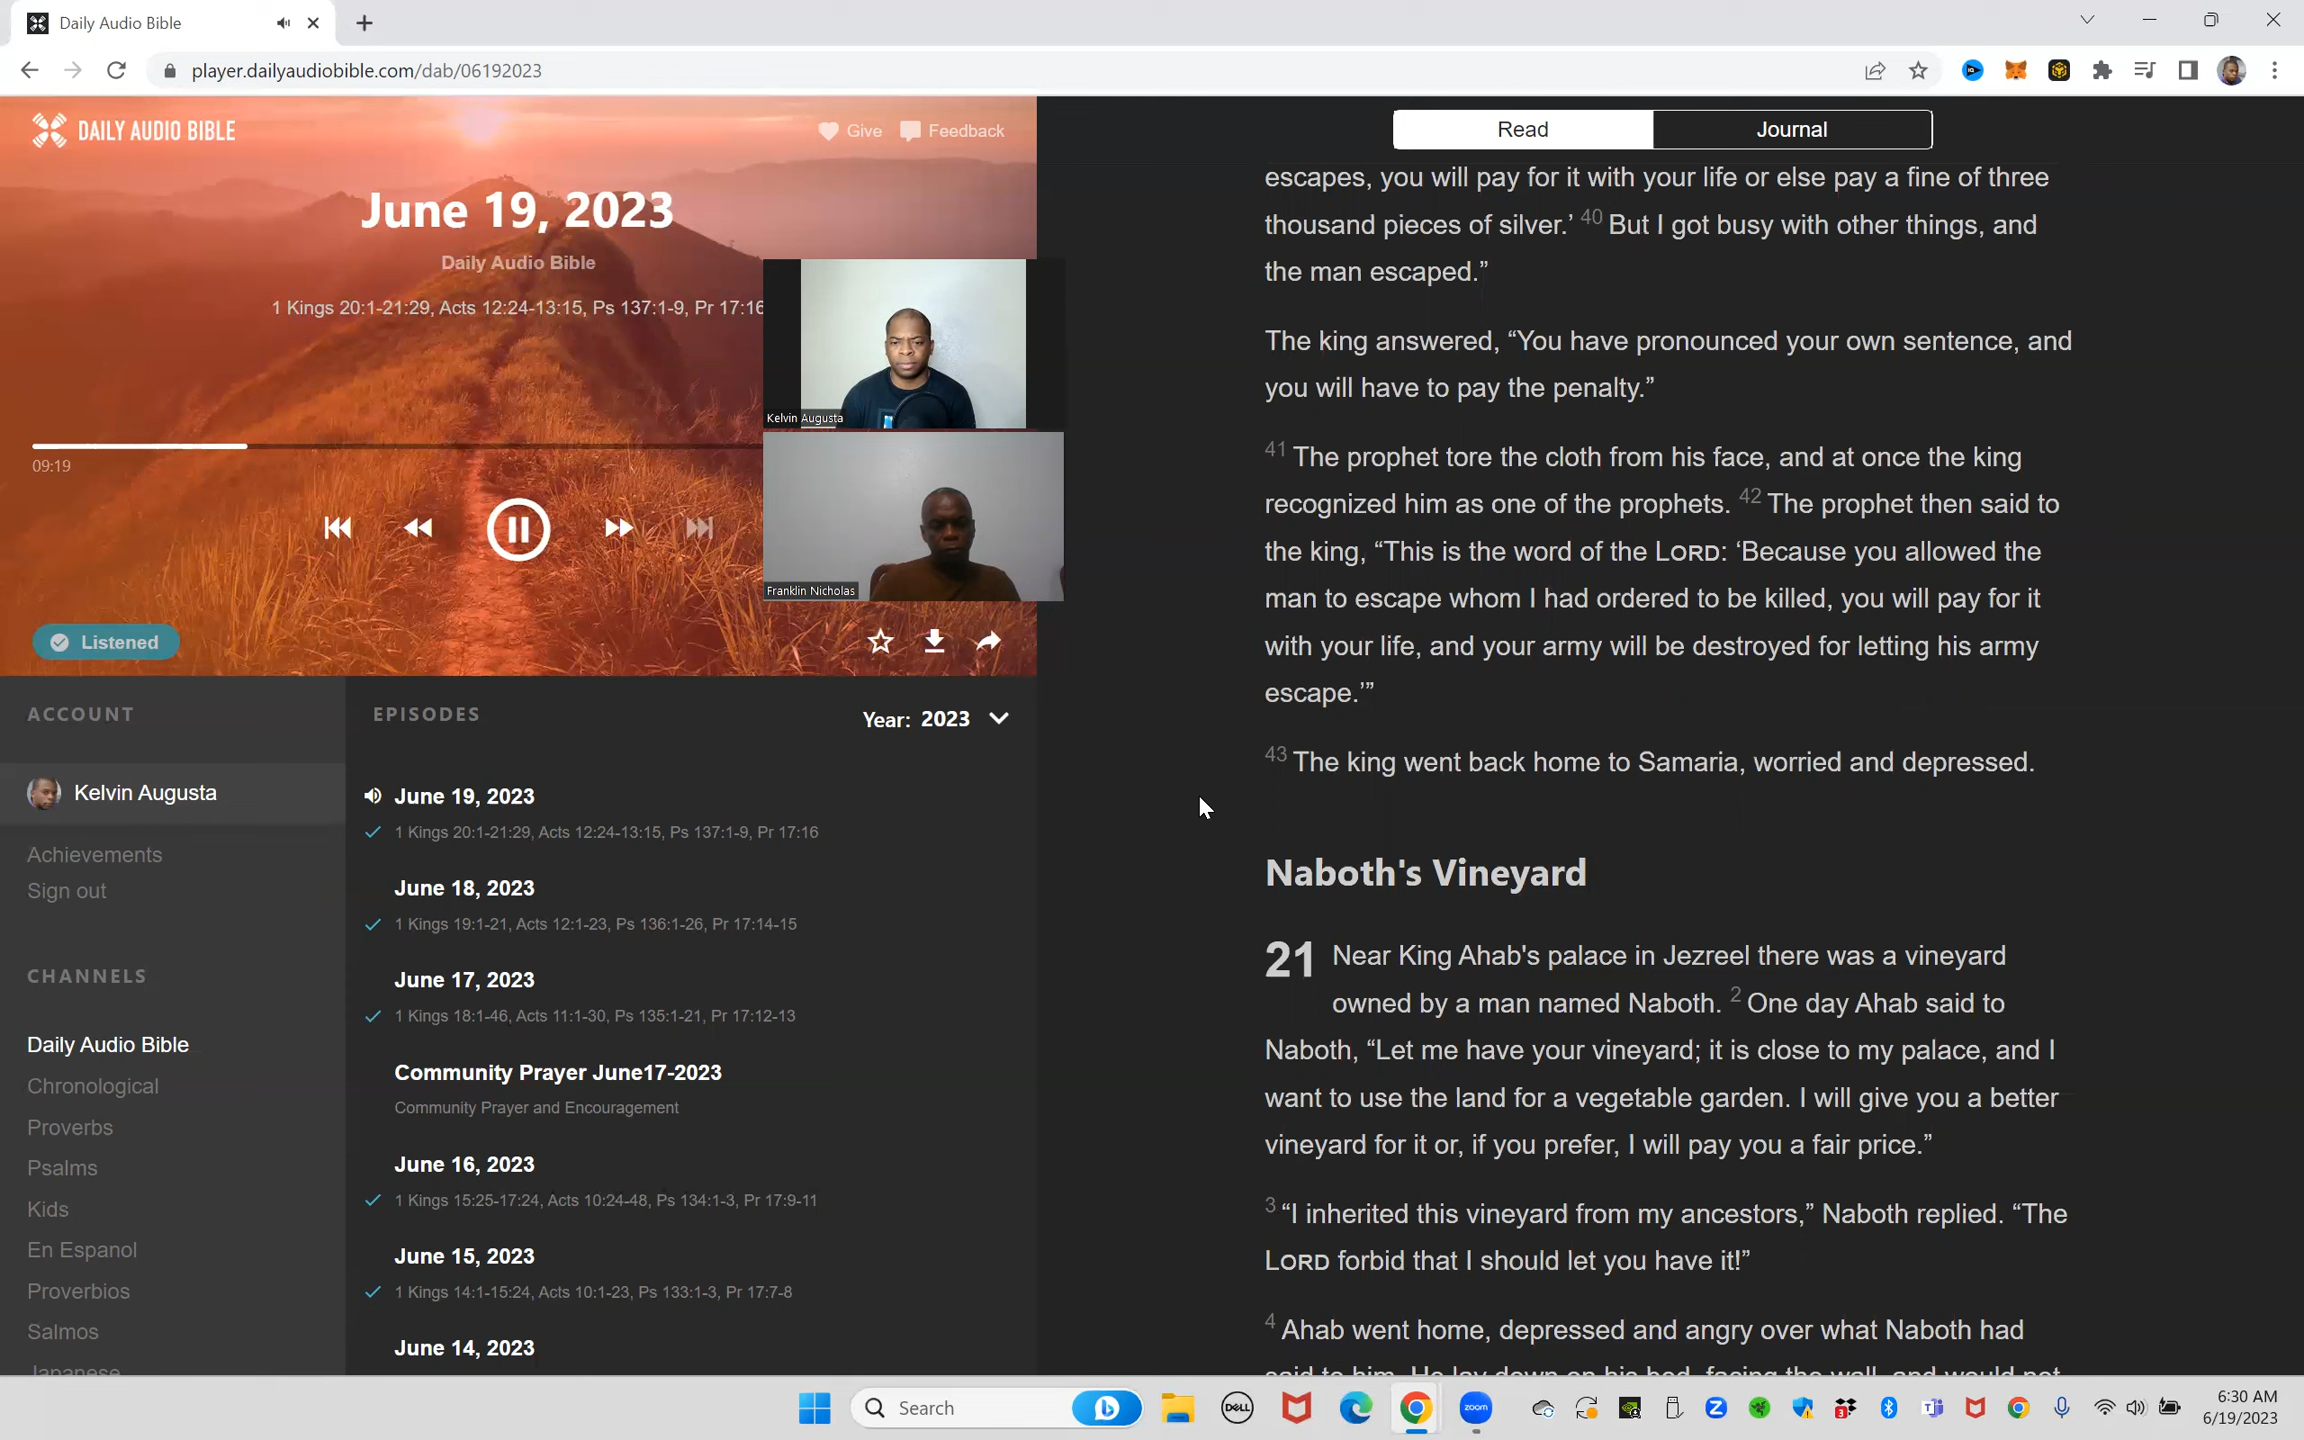 Daily Audio Bible
player.dailyaudiobible.com/dab/06192023
DAILY AUDIO BIBLE
Give
Feedback
June 19, 2023
Daily Audio Bible
1 Kings 20:1-21:29, Acts 12:24-13:15, Ps 137:1-9, Pr 17:16
Kelvin Augusta
09:19
Franklin Nicholas
Listened
ACCOUNT
Kelvin Augusta
Achievements
Sign out
CHANNELS
Daily Audio Bible
Chronological
Proverbs
Psalms
Kids
En Espanol
Proverbios
Salmos
Japanese
EPISODES
Year: 2023
June 19, 2023
1 Kings 20:1-21:29, Acts 12:24-13:15, Ps 137:1-9, Pr 17:16
June 18, 2023
1 Kings 19:1-21, Acts 12:1-23, Ps 136:1-26, Pr 17:14-15
June 17, 2023
1 Kings 18:1-46, Acts 11:1-30, Ps 135:1-21, Pr 17:12-13
Community Prayer June17-2023
Community Prayer and Encouragement
June 16, 2023
1 Kings 15:25-17:24, Acts 10:24-48, Ps 134:1-3, Pr 17:9-11
June 15, 2023
1 Kings 14:1-15:24, Acts 10:1-23, Ps 133:1-3, Pr 17:7-8
June 14, 2023
Read
Journal
escapes, you will pay for it with your life or else pay a fine of three
thousand pieces of silver.’ 40 But I got busy with other things, and
the man escaped.”
The king answered, “You have pronounced your own sentence, and
you will have to pay the penalty.”
41 The prophet tore the cloth from his face, and at once the king
recognized him as one of the prophets. 42 The prophet then said to
the king, “This is the word of the LORD: ‘Because you allowed the
man to escape whom I had ordered to be killed, you will pay for it
with your life, and your army will be destroyed for letting his army
escape.’”
43 The king went back home to Samaria, worried and depressed.
Naboth's Vineyard
21 Near King Ahab's palace in Jezreel there was a vineyard
owned by a man named Naboth. 2 One day Ahab said to
Naboth, “Let me have your vineyard; it is close to my palace, and I
want to use the land for a vegetable garden. I will give you a better
vineyard for it or, if you prefer, I will pay you a fair price.”
3 “I inherited this vineyard from my ancestors,” Naboth replied. “The
LORD forbid that I should let you have it!”
4 Ahab went home, depressed and angry over what Naboth had
said to him. He lay down on his bed, facing the wall, and would not
Search
DELL
zoom
3
6:30 AM
6/19/2023